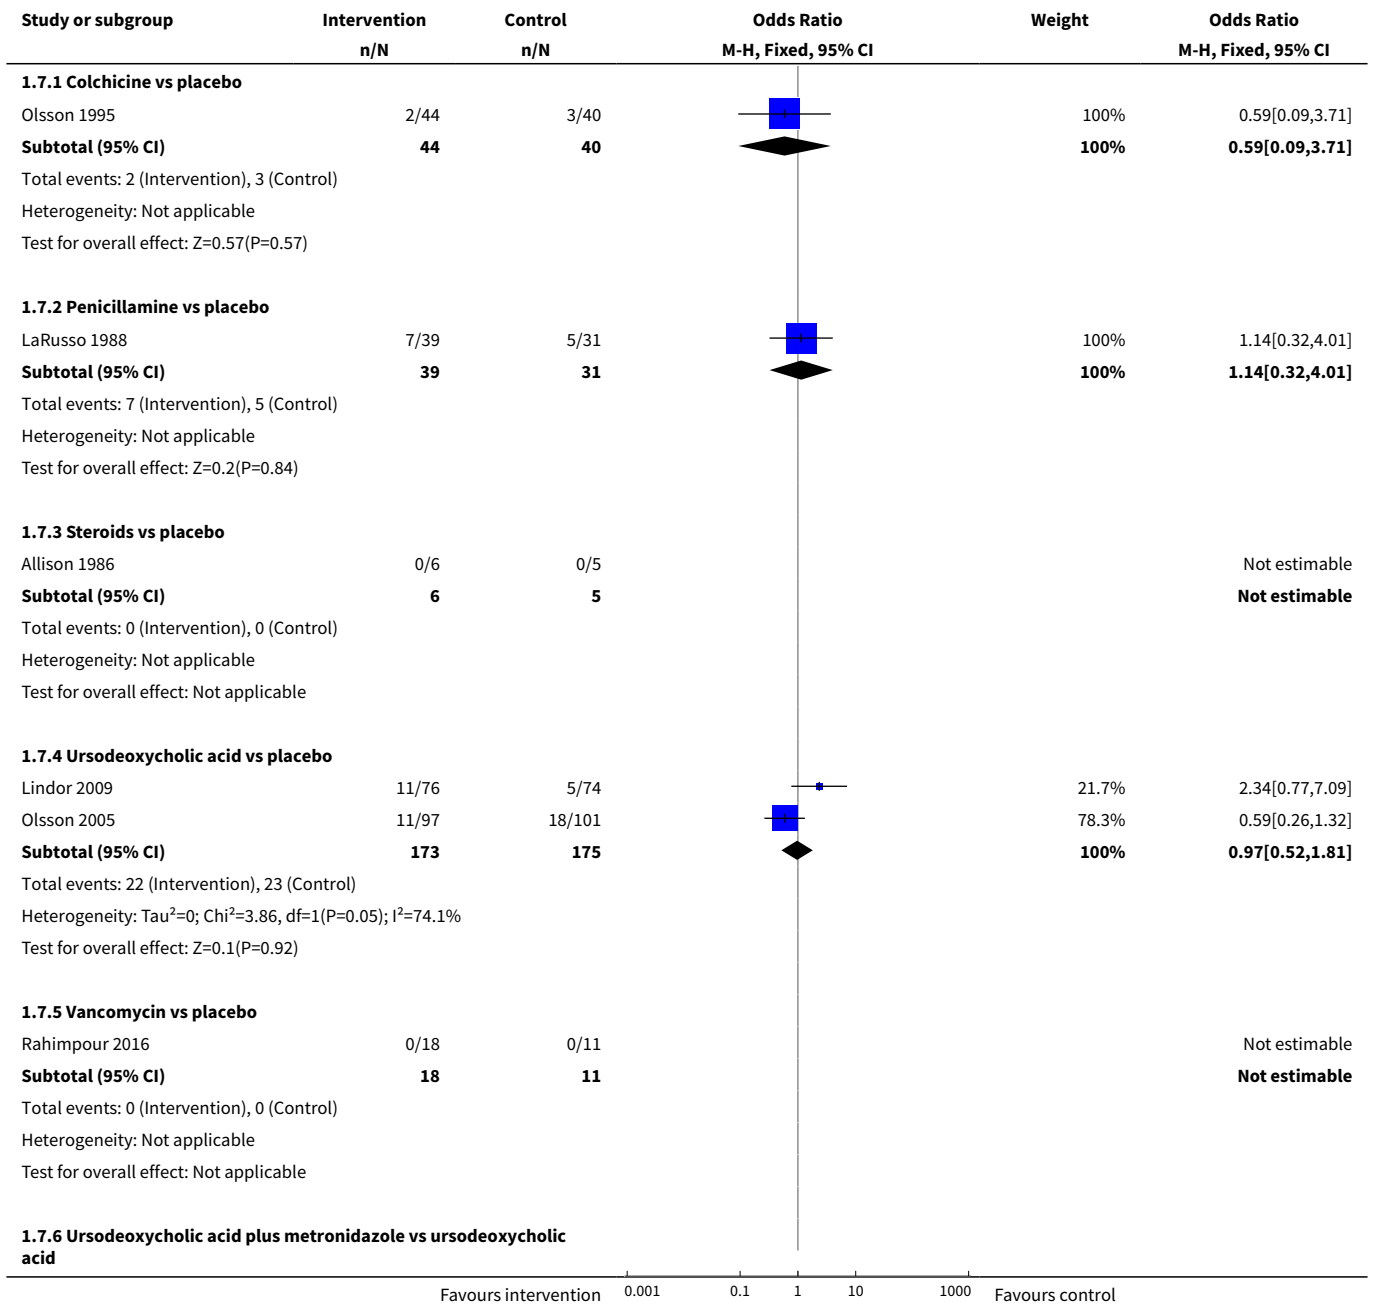 Study or subgroup Intervention Control Odds Ratio Weight Odds Ratio
n/N n/N M-H, Fixed, 95% CI M-H, Fixed, 95% CI
1.7.1 Colchicine vs placebo
Olsson 1995 2/44 3/40 100% 0.59[0.09,3.71]
Subtotal (95% CI) 44 40 100% 0.59[0.09,3.71]
Total events: 2 (Intervention), 3 (Control)
Heterogeneity: Not applicable
Test for overall effect: Z=0.57(P=0.57)
1.7.2 Penicillamine vs placebo
LaRusso 1988 7/39 5/31 100% 1.14[0.32,4.01]
Subtotal (95% CI) 39 31 100% 1.14[0.32,4.01]
Total events: 7 (Intervention), 5 (Control)
Heterogeneity: Not applicable
Test for overall effect: Z=0.2(P=0.84)
1.7.3 Steroids vs placebo
Allison 1986 0/6 0/5 Not estimable
Subtotal (95% CI) 6 5 Not estimable
Total events: 0 (Intervention), 0 (Control)
Heterogeneity: Not applicable
Test for overall effect: Not applicable
1.7.4 Ursodeoxycholic acid vs placebo
Lindor 2009 11/76 5/74 21.7% 2.34[0.77,7.09]
Olsson 2005 11/97 18/101 78.3% 0.59[0.26,1.32]
Subtotal (95% CI) 173 175 100% 0.97[0.52,1.81]
Total events: 22 (Intervention), 23 (Control)
Heterogeneity: Tau²=0; Chi²=3.86, df=1(P=0.05); I²=74.1%
Test for overall effect: Z=0.1(P=0.92)
1.7.5 Vancomycin vs placebo
Rahimpour 2016 0/18 0/11 Not estimable
Subtotal (95% CI) 18 11 Not estimable
Total events: 0 (Intervention), 0 (Control)
Heterogeneity: Not applicable
Test for overall effect: Not applicable
1.7.6 Ursodeoxycholic acid plus metronidazole vs ursodeoxycholic
acid
Favours intervention 0.001 0.1 1 10 1000 Favours control